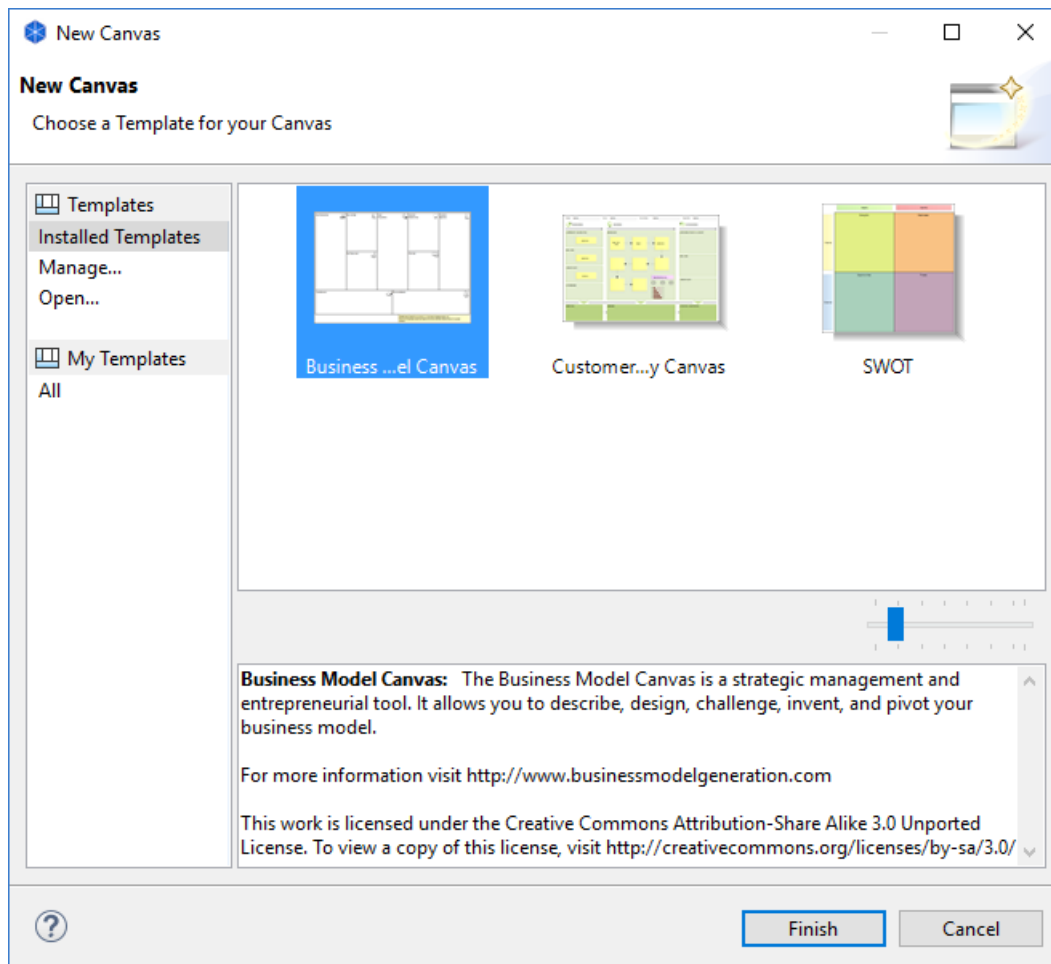 New Canvas
New Canvas
Choose a Template for your Canvas
Templates
Installed Templates
Manage...
Open...
My Templates
All
Business ...el Canvas
Customer...y Canvas
SWOT
Business Model Canvas: The Business Model Canvas is a strategic management and
entrepreneurial tool. It allows you to describe, design, challenge, invent, and pivot your
business model.
For more information visit http://www.businessmodelgeneration.com
This work is licensed under the Creative Commons Attribution-Share Alike 3.0 Unported
License. To view a copy of this license, visit http://creativecommons.org/licenses/by-sa/3.0/
?
Finish
Cancel